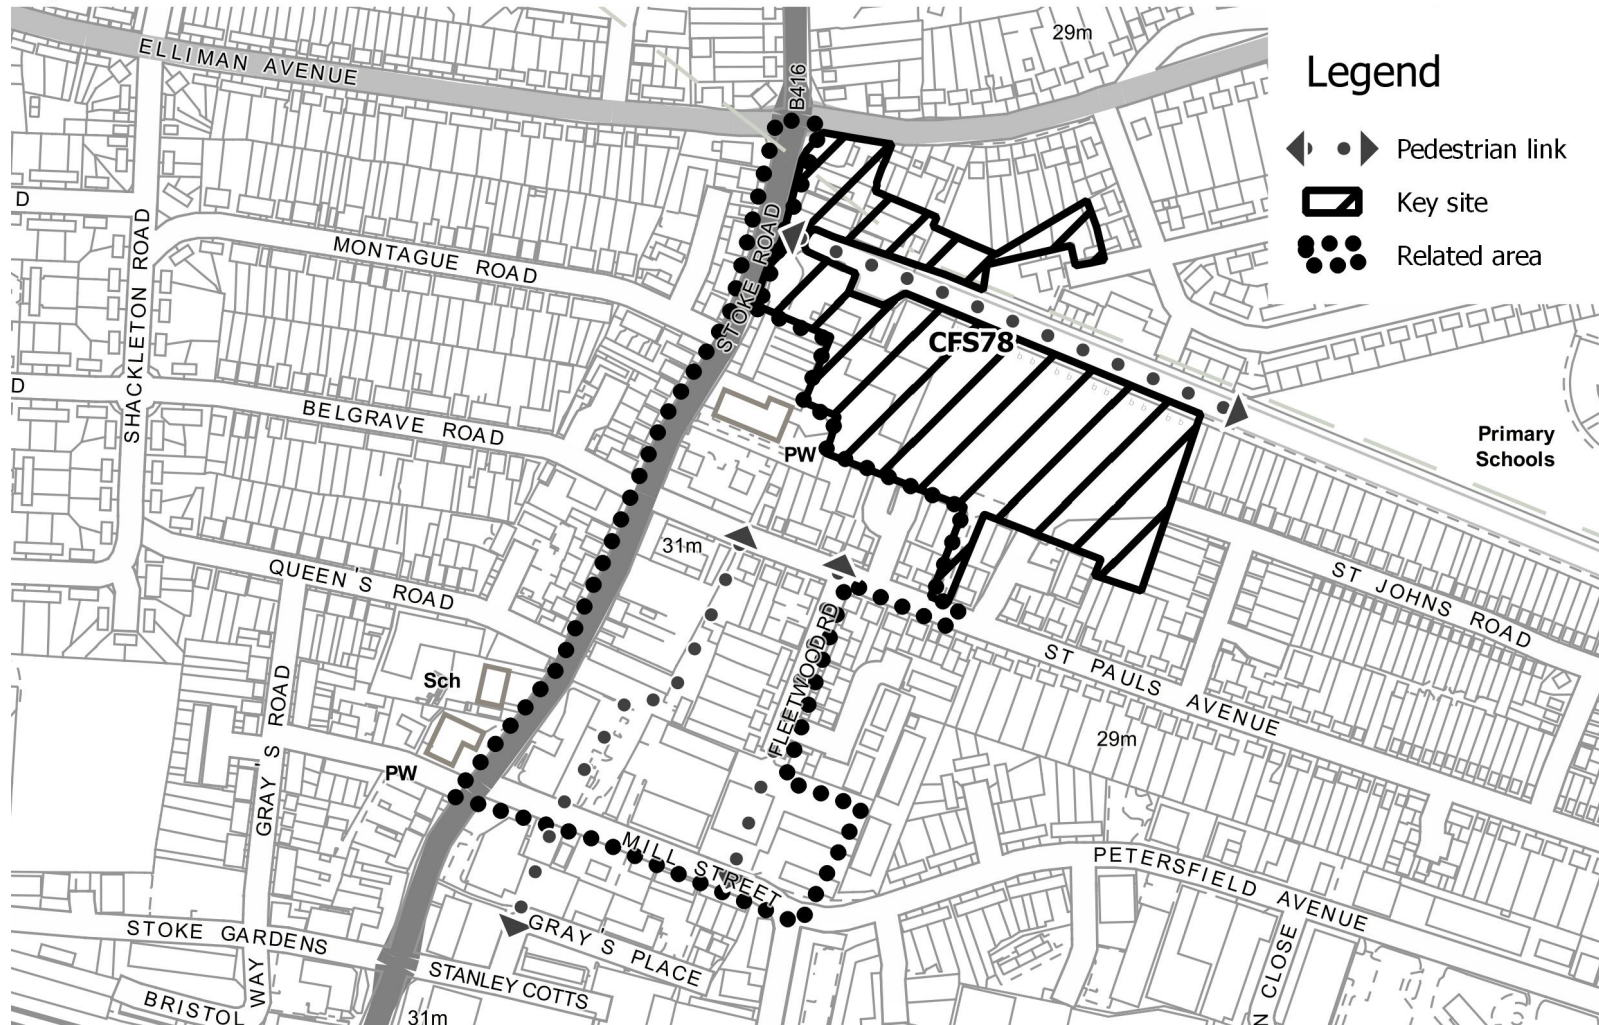 29m
Legend
ELLIMAN AVENUE
B416
Pedestrian link
Key site
D
Related area
STOKE ROAD
SHACKLETON ROAD
MONTAGUE ROAD
CFS78
D
BELGRAVE ROAD
PW
Primary
Schools
31m
QUEEN'S ROAD
ST JOHNS ROAD
FLEETWOOD RD
ST PAULS AVENUE
Sch
GRAY'S ROAD
29m
PW
MILL STREET
PETERSFIELD AVENUE
GRAY'S PLACE
STOKE GARDENS
STANLEY COTTS
WAY
BRISTOL
N CLOSE
31m